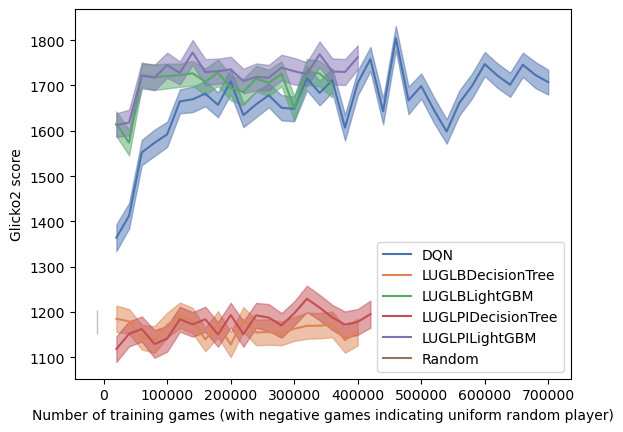 1800
1700
1600
1500
1400
1300
1200
1100
Glicko2 score
DQN
LUGLBDecisionTree
LUGLBLightGBM
LUGLPIDecisionTree
LUGLPILightGBM
Random
0 100000 200000 300000 400000 500000 600000 700000
Number of training games (with negative games indicating uniform random player)